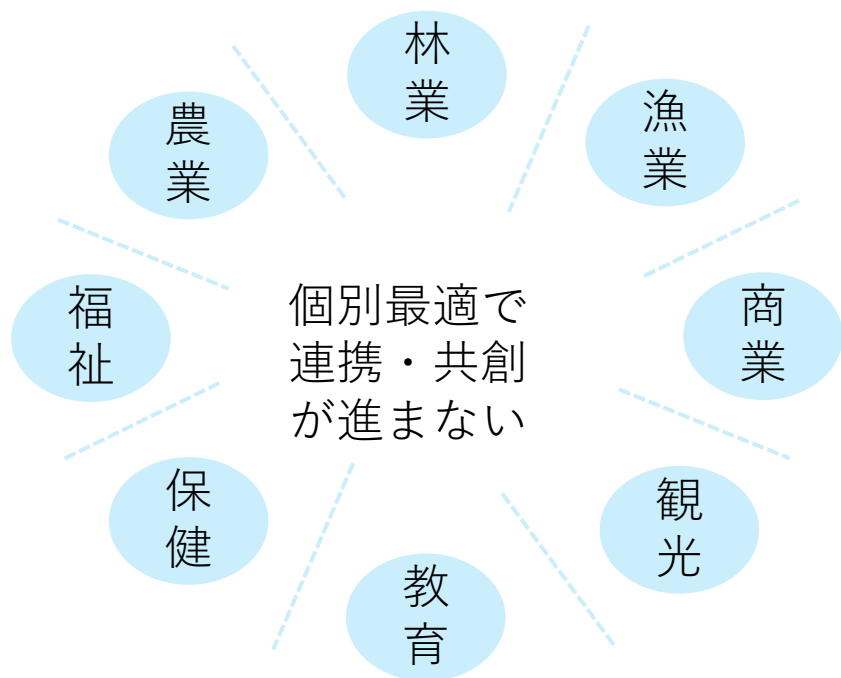 林業
漁業
農業
商業
福祉
個別最適で
連携・共創
が進まない
観光
保健
教育